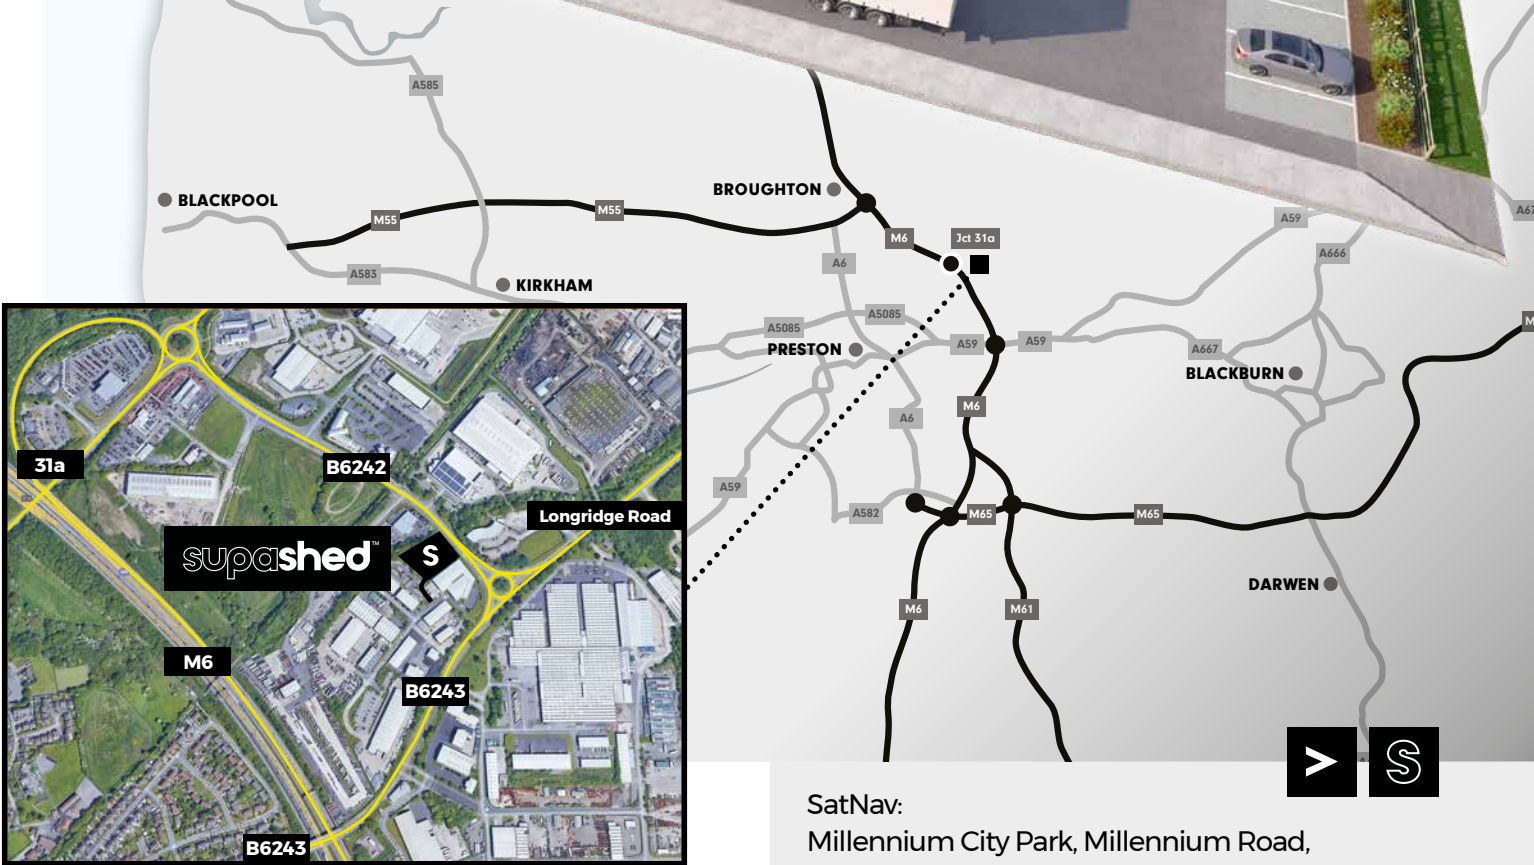 A585
BLACKPOOL
M55
M55
BROUGHTON
A59
M6
Jct 31a
A6
A666
A583
KIRKHAM
A5085
A5085
PRESTON
A59
A59
A667
BLACKBURN
M6
A6
A59
A582
M65
M65
DARWEN
M6
M61
31a
B6242
Longridge Road
supashed™
S
M6
B6243
B6243
> S
SatNav:
Millennium City Park, Millennium Road,